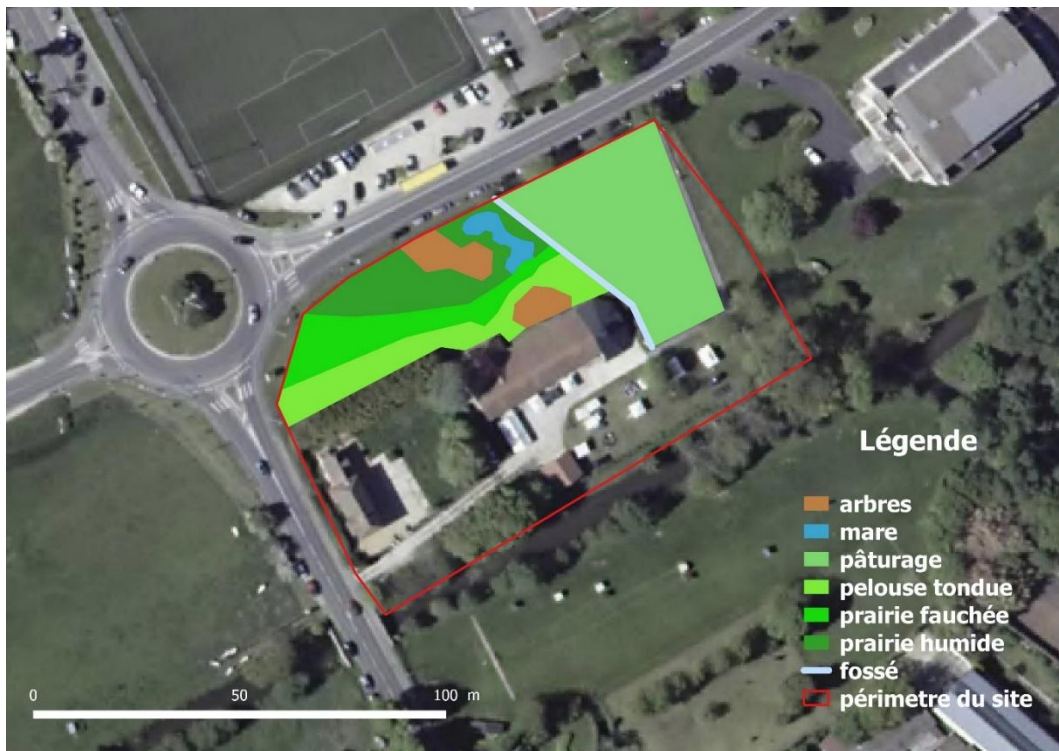 Légende
arbres
mare
pâturage
pelouse tondue
prairie fauchée
prairie humide
fossé
périmetre du site
0 50 100 m